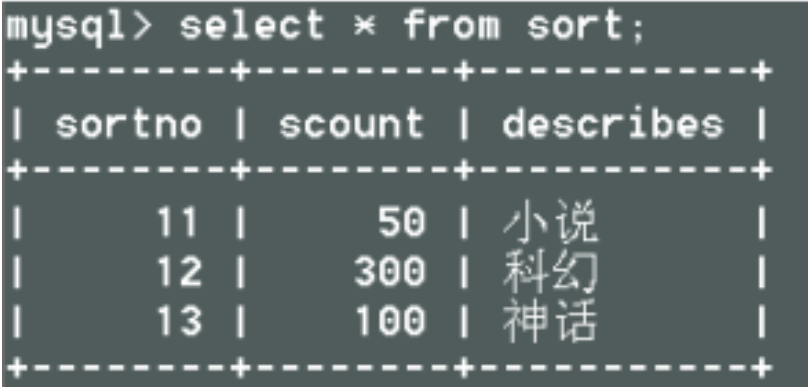 mysql> select * from sort;
+--------+--------+-----------+
| sortno | scount | describes |
+--------+--------+-----------+
|     11 |     50 | 小说      |
|     12 |    300 | 科幻      |
|     13 |    100 | 神话      |
+--------+--------+-----------+